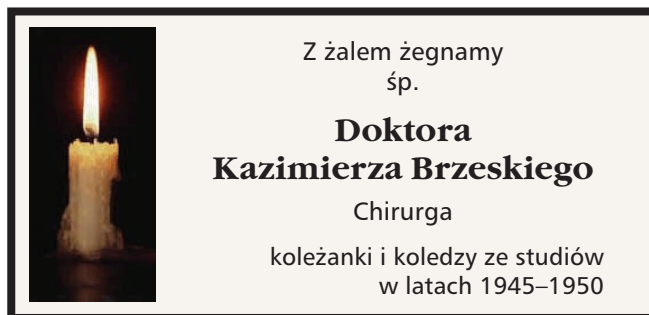 Z żalem żegnamy
śp.
Doktora
Kazimierza Brzeskiego
Chirurga
koleżanki i koledzy ze studiów
w latach 1945–1950